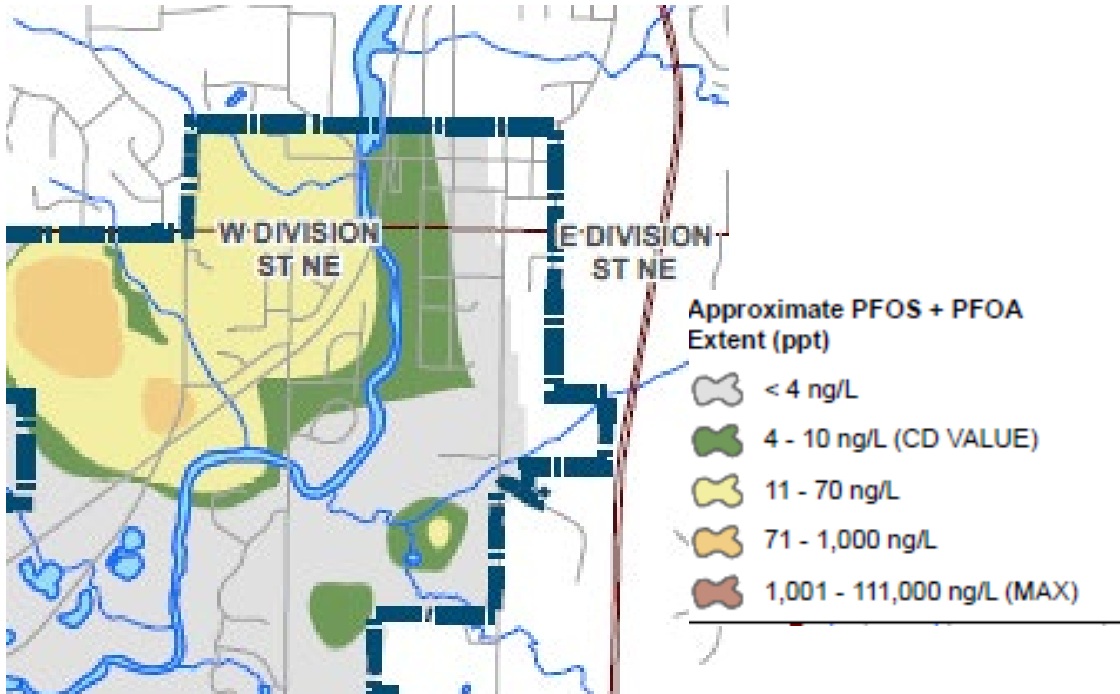 W DIVISION
ST NE
E DIVISION
ST NE
Approximate PFOS + PFOA
Extent (ppt)
< 4 ng/L
4 - 10 ng/L (CD VALUE)
11 - 70 ng/L
71 - 1,000 ng/L
1,001 - 111,000 ng/L (MAX)